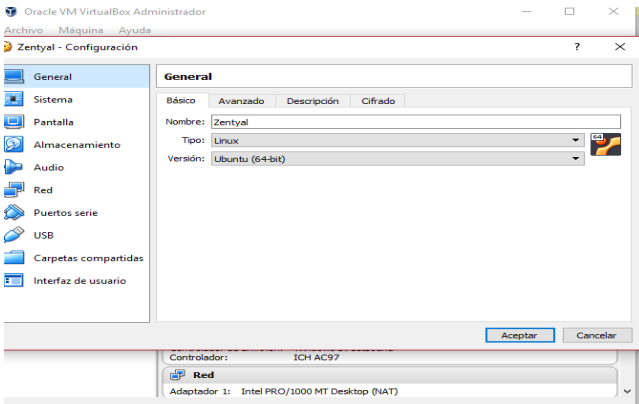 Oracle VM VirtualBox Administrador
Archivo Máquina Ayuda
Zentyal - Configuración
?
General
Sistema
Pantalla
Almacenamiento
Audio
Red
Puertos serie
USB
Carpetas compartidas
Interfaz de usuario
General
Básico Avanzado Descripción Cifrado
Nombre: Zentyal
Tipo: Linux
64
Versión: Ubuntu (64-bit)
Aceptar Cancelar
Controlador: ICH AC97
Red
Adaptador 1: Intel PRO/1000 MT Desktop (NAT)